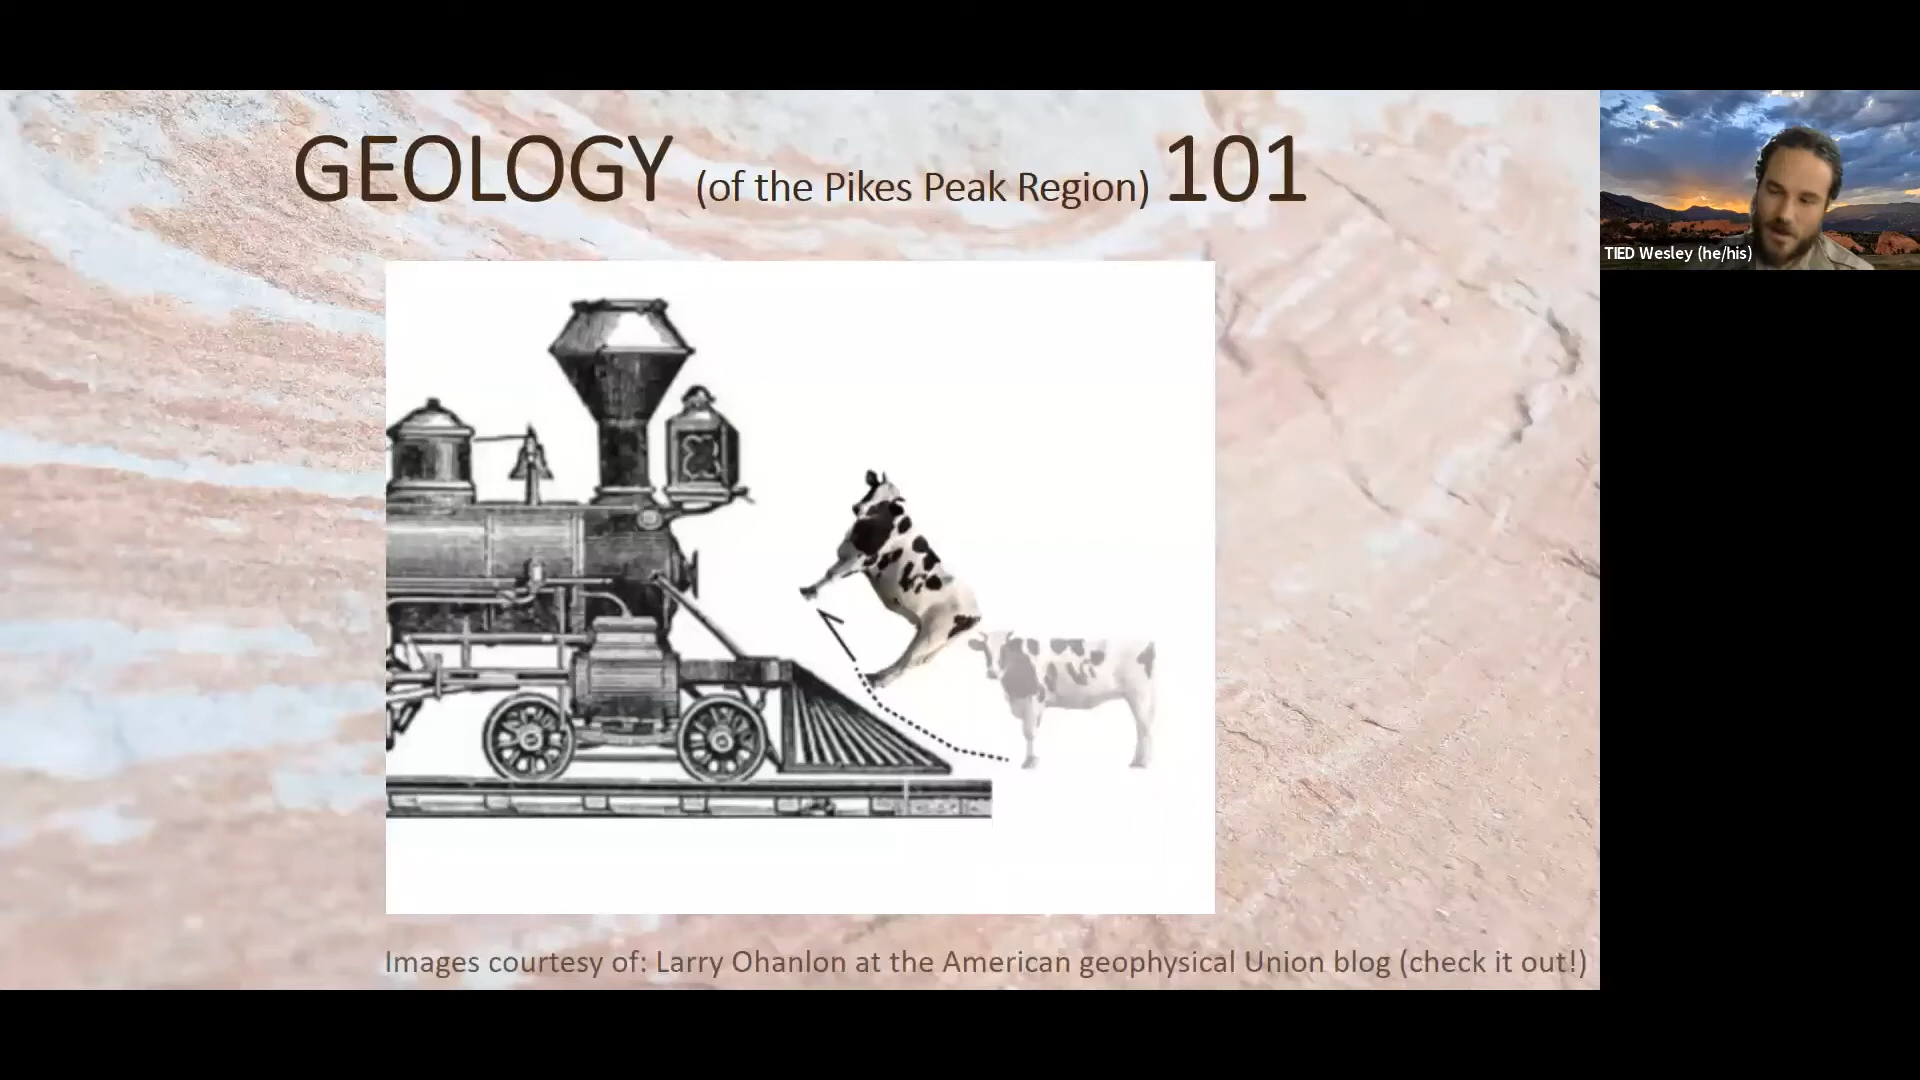 GEOLOGY (of the Pikes Peak Region) 101
TIED Wesley (he/his)
Images courtesy of: Larry Ohanlon at the American geophysical Union blog (check it out!)